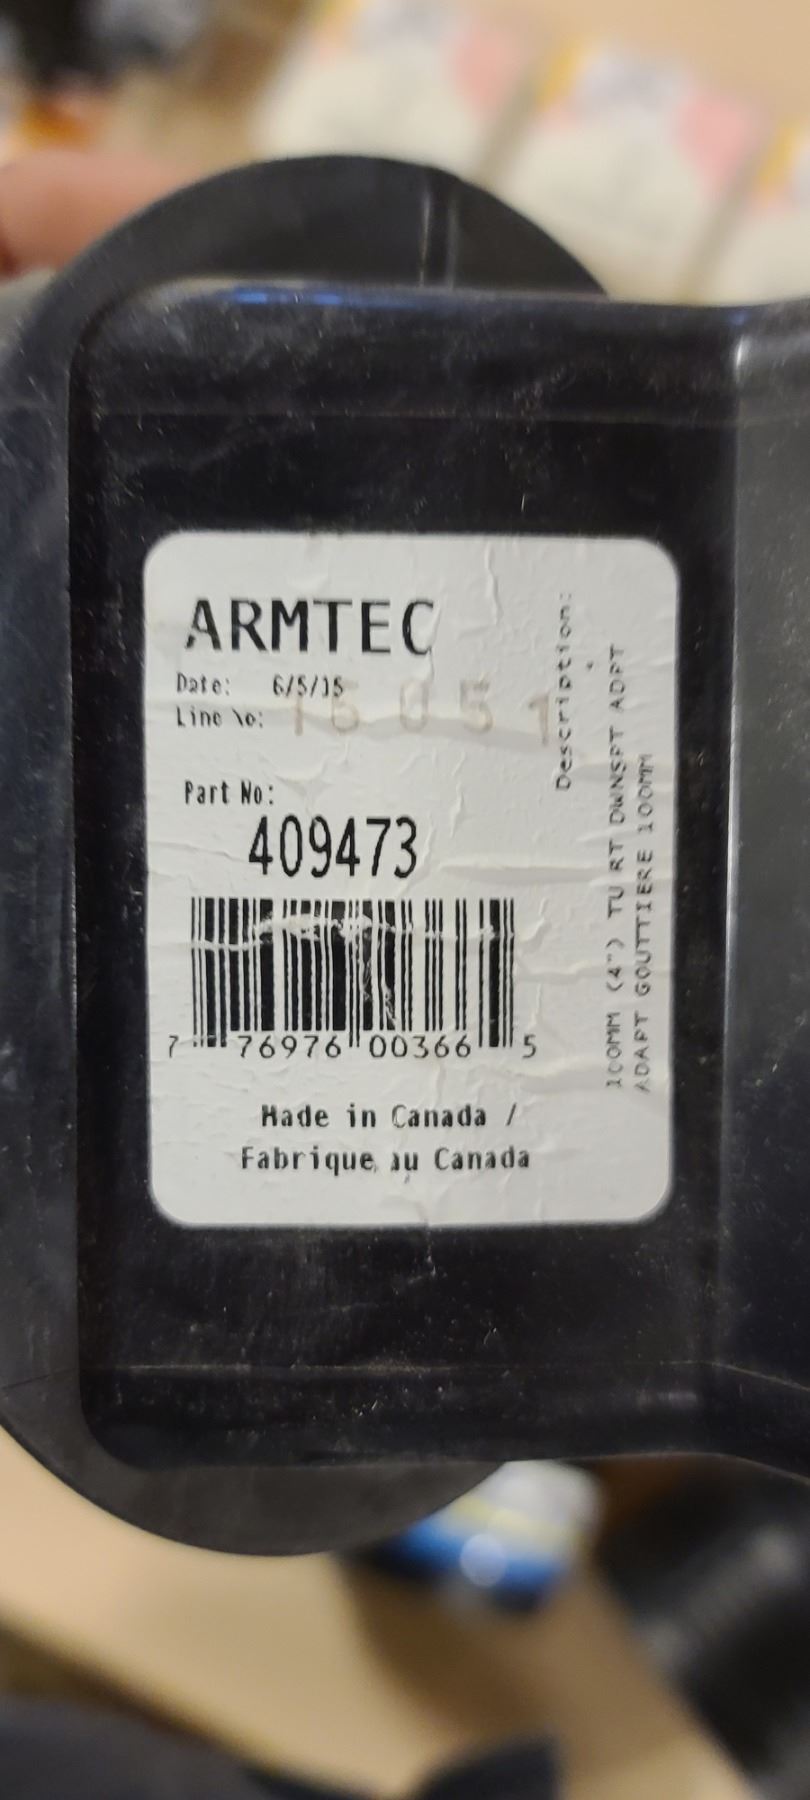 ARMTEC
Date: 6/5/15
Line No:
Part No:
409473
7 76976 00366 5
Made in Canada /
Fabrique au Canada
Description:
100MM (4") TU RT DWNSPT ADPT
ADAPT GOUTTIERE 100MM